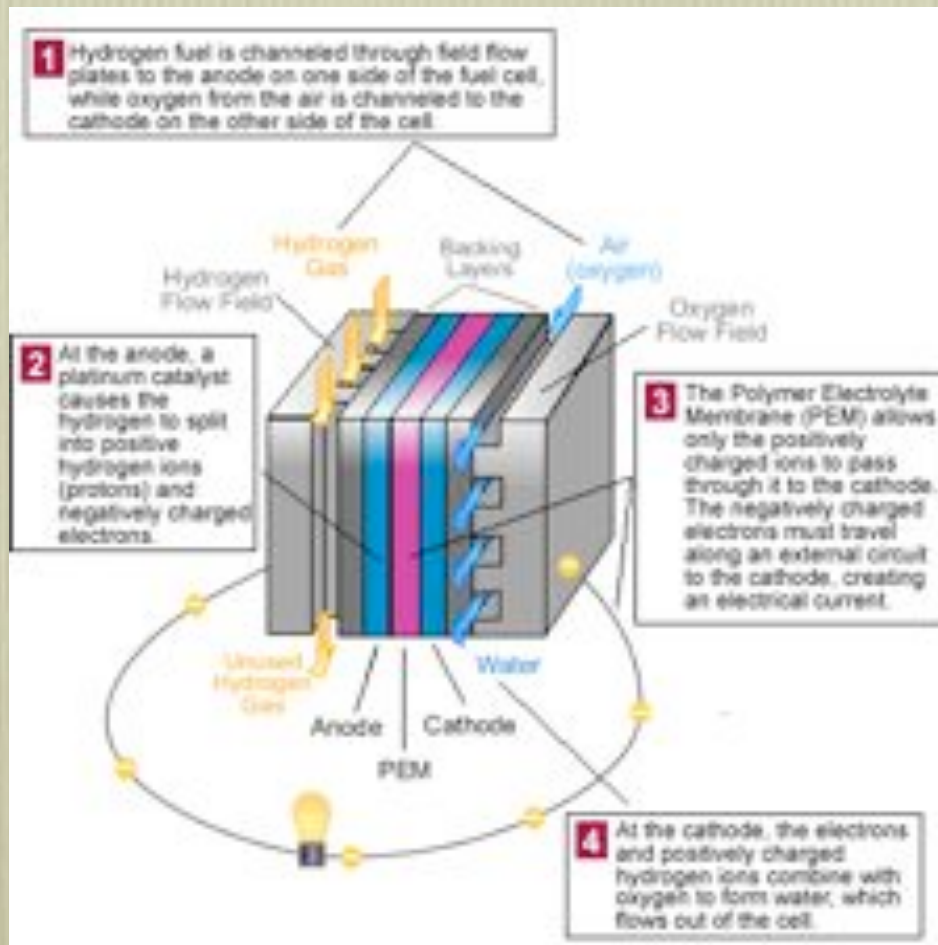 1 Hydrogen fuel is channeled through field flow
plates to the anode on one side of the fuel cell,
while oxygen from the air is channeled to the
cathode on the other side of the cell.
Hydrogen
Gas
Backing
Layers
Air
(oxygen)
Hydrogen
Flow Field
Oxygen
Flow Field
2 At the anode, a
platinum catalyst
causes the
hydrogen to split
into positive
hydrogen ions
(protons) and
negatively charged
electrons.
3 The Polymer Electrolyte
Membrane (PEM) allows
only the positively
charged ions to pass
through it to the cathode.
The negatively charged
electrons must travel
along an external circuit
to the cathode, creating
an electrical current.
Unused
Hydrogen
Gas
Water
Anode
Cathode
PEM
4 At the cathode, the electrons
and positively charged
hydrogen ions combine with
oxygen to form water, which
flows out of the cell.